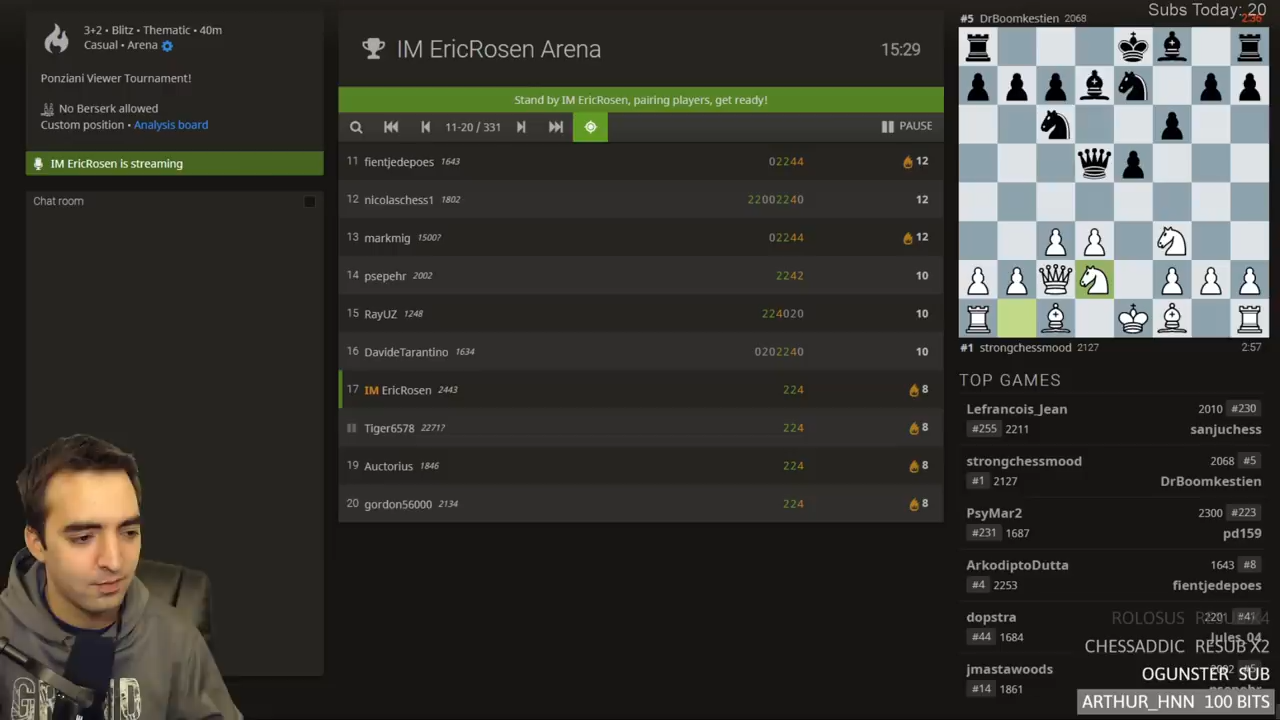 3+2 • Blitz • Thematic • 40m
Casual • Arena
Ponziani Viewer Tournament!
No Berserk allowed
Custom position • Analysis board
IM EricRosen is streaming
Chat room
IM EricRosen Arena
15:29
Stand by IM EricRosen, pairing players, get ready!
11-20 / 331
PAUSE
11 fientjedepoes 1643 02244 12
12 nicolaschess1 1802 22002240 12
13 markmig 1500? 02244 12
14 psepehr 2002 2242 10
15 RayUZ 1248 224020 10
16 DavideTarantino 1634 0202240 10
17 IM EricRosen 2443 224 8
Tiger6578 2271? 224 8
19 Auctorius 1846 224 8
20 gordon56000 2134 224 8
Subs Today: 20
#5 DrBoomkestien 2068
#1 strongchessmood 2127 2:57
TOP GAMES
Lefrancois_Jean 2010 #230
#255 2211 sanjuchess
strongchessmood 2068 #5
#1 2127 DrBoomkestien
PsyMar2 2300 #223
#231 1687 pd159
ArkodiptoDutta 1643 #8
#4 2253 fientjedepoes
dopstra 2201
#44 1684 Jules_04
jmastawoods
#14 1861
ROLOSUS
CHESSADDIC RESUB X2
OGUNSTER SUB
ARTHUR_HNN 100 BITS